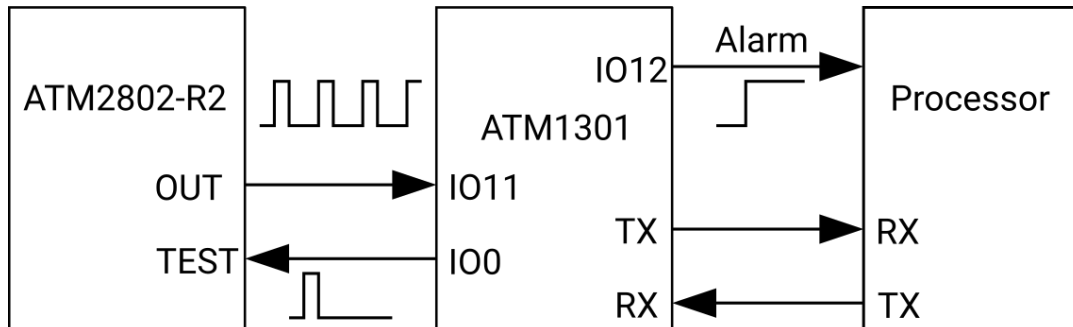 Alarm
IO12
ATM2802-R2
Processor
ATM1301
OUT
IO11
TX
RX
TEST
IO0
RX
TX